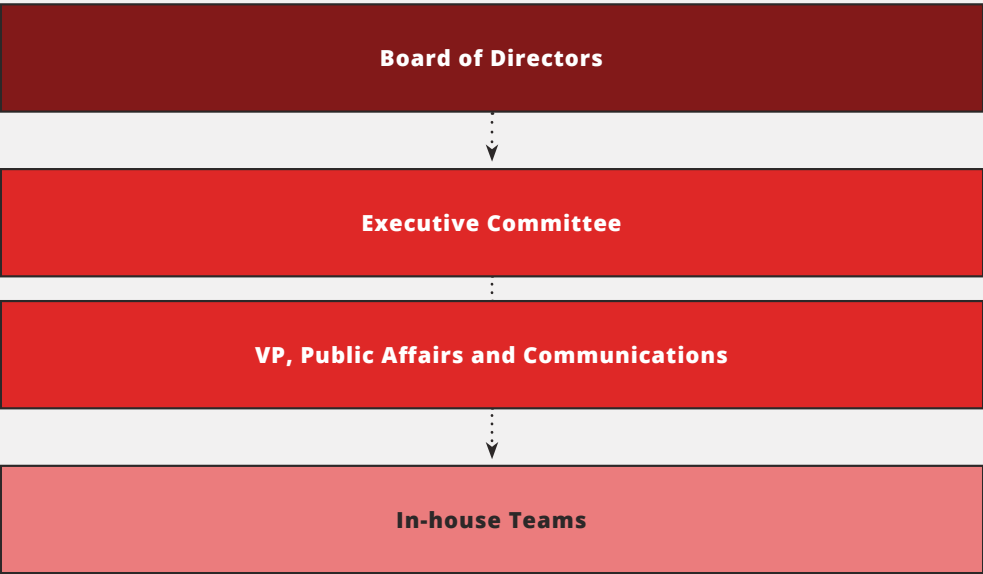 Board of Directors
Executive Committee
VP, Public Affairs and Communications
In-house Teams